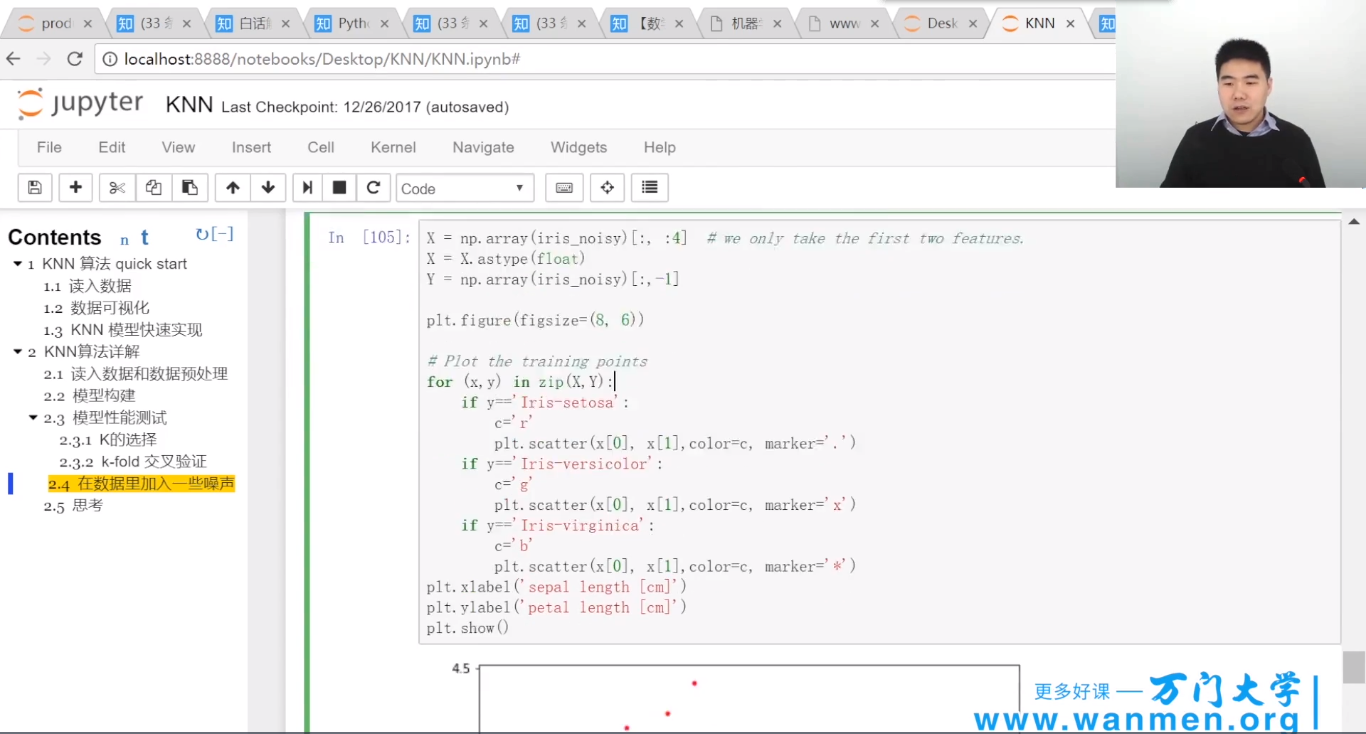 prod
知 (33
知 白话
知 Pytho
知 (33
知 (33
知 【数
机器
www
Desk
KNN
知
localhost:8888/notebooks/Desktop/KNN/KNN.ipynb#
jupyter KNN Last Checkpoint: 12/26/2017 (autosaved)
File Edit View Insert Cell Kernel Navigate Widgets Help
Code
Contents n t ↻[-]
1 KNN 算法 quick start
1.1 读入数据
1.2 数据可视化
1.3 KNN 模型快速实现
2 KNN算法详解
2.1 读入数据和数据预处理
2.2 模型构建
2.3 模型性能测试
2.3.1 K的选择
2.3.2 k-fold 交叉验证
2.4 在数据里加入一些噪声
2.5 思考
In [105]:
X = np.array(iris_noisy)[:, :4]  # we only take the first two features.
X = X.astype(float)
Y = np.array(iris_noisy)[:,-1]
plt.figure(figsize=(8, 6))
# Plot the training points
for (x,y) in zip(X,Y):
    if y=='Iris-setosa':
        c='r'
        plt.scatter(x[0], x[1],color=c, marker='.')
    if y=='Iris-versicolor':
        c='g'
        plt.scatter(x[0], x[1],color=c, marker='x')
    if y=='Iris-virginica':
        c='b'
        plt.scatter(x[0], x[1],color=c, marker='*')
plt.xlabel('sepal length [cm]')
plt.ylabel('petal length [cm]')
plt.show()
4.5
更多好课 — 万门大学
www.wanmen.org